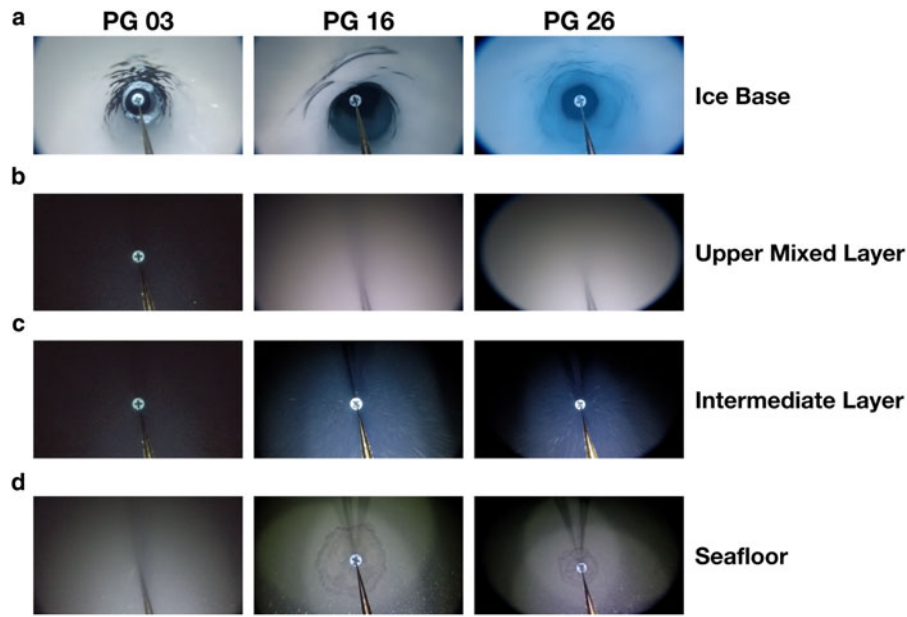 a
PG 03 PG 16 PG 26
Ice Base
b
Upper Mixed Layer
c
Intermediate Layer
d
Seafloor